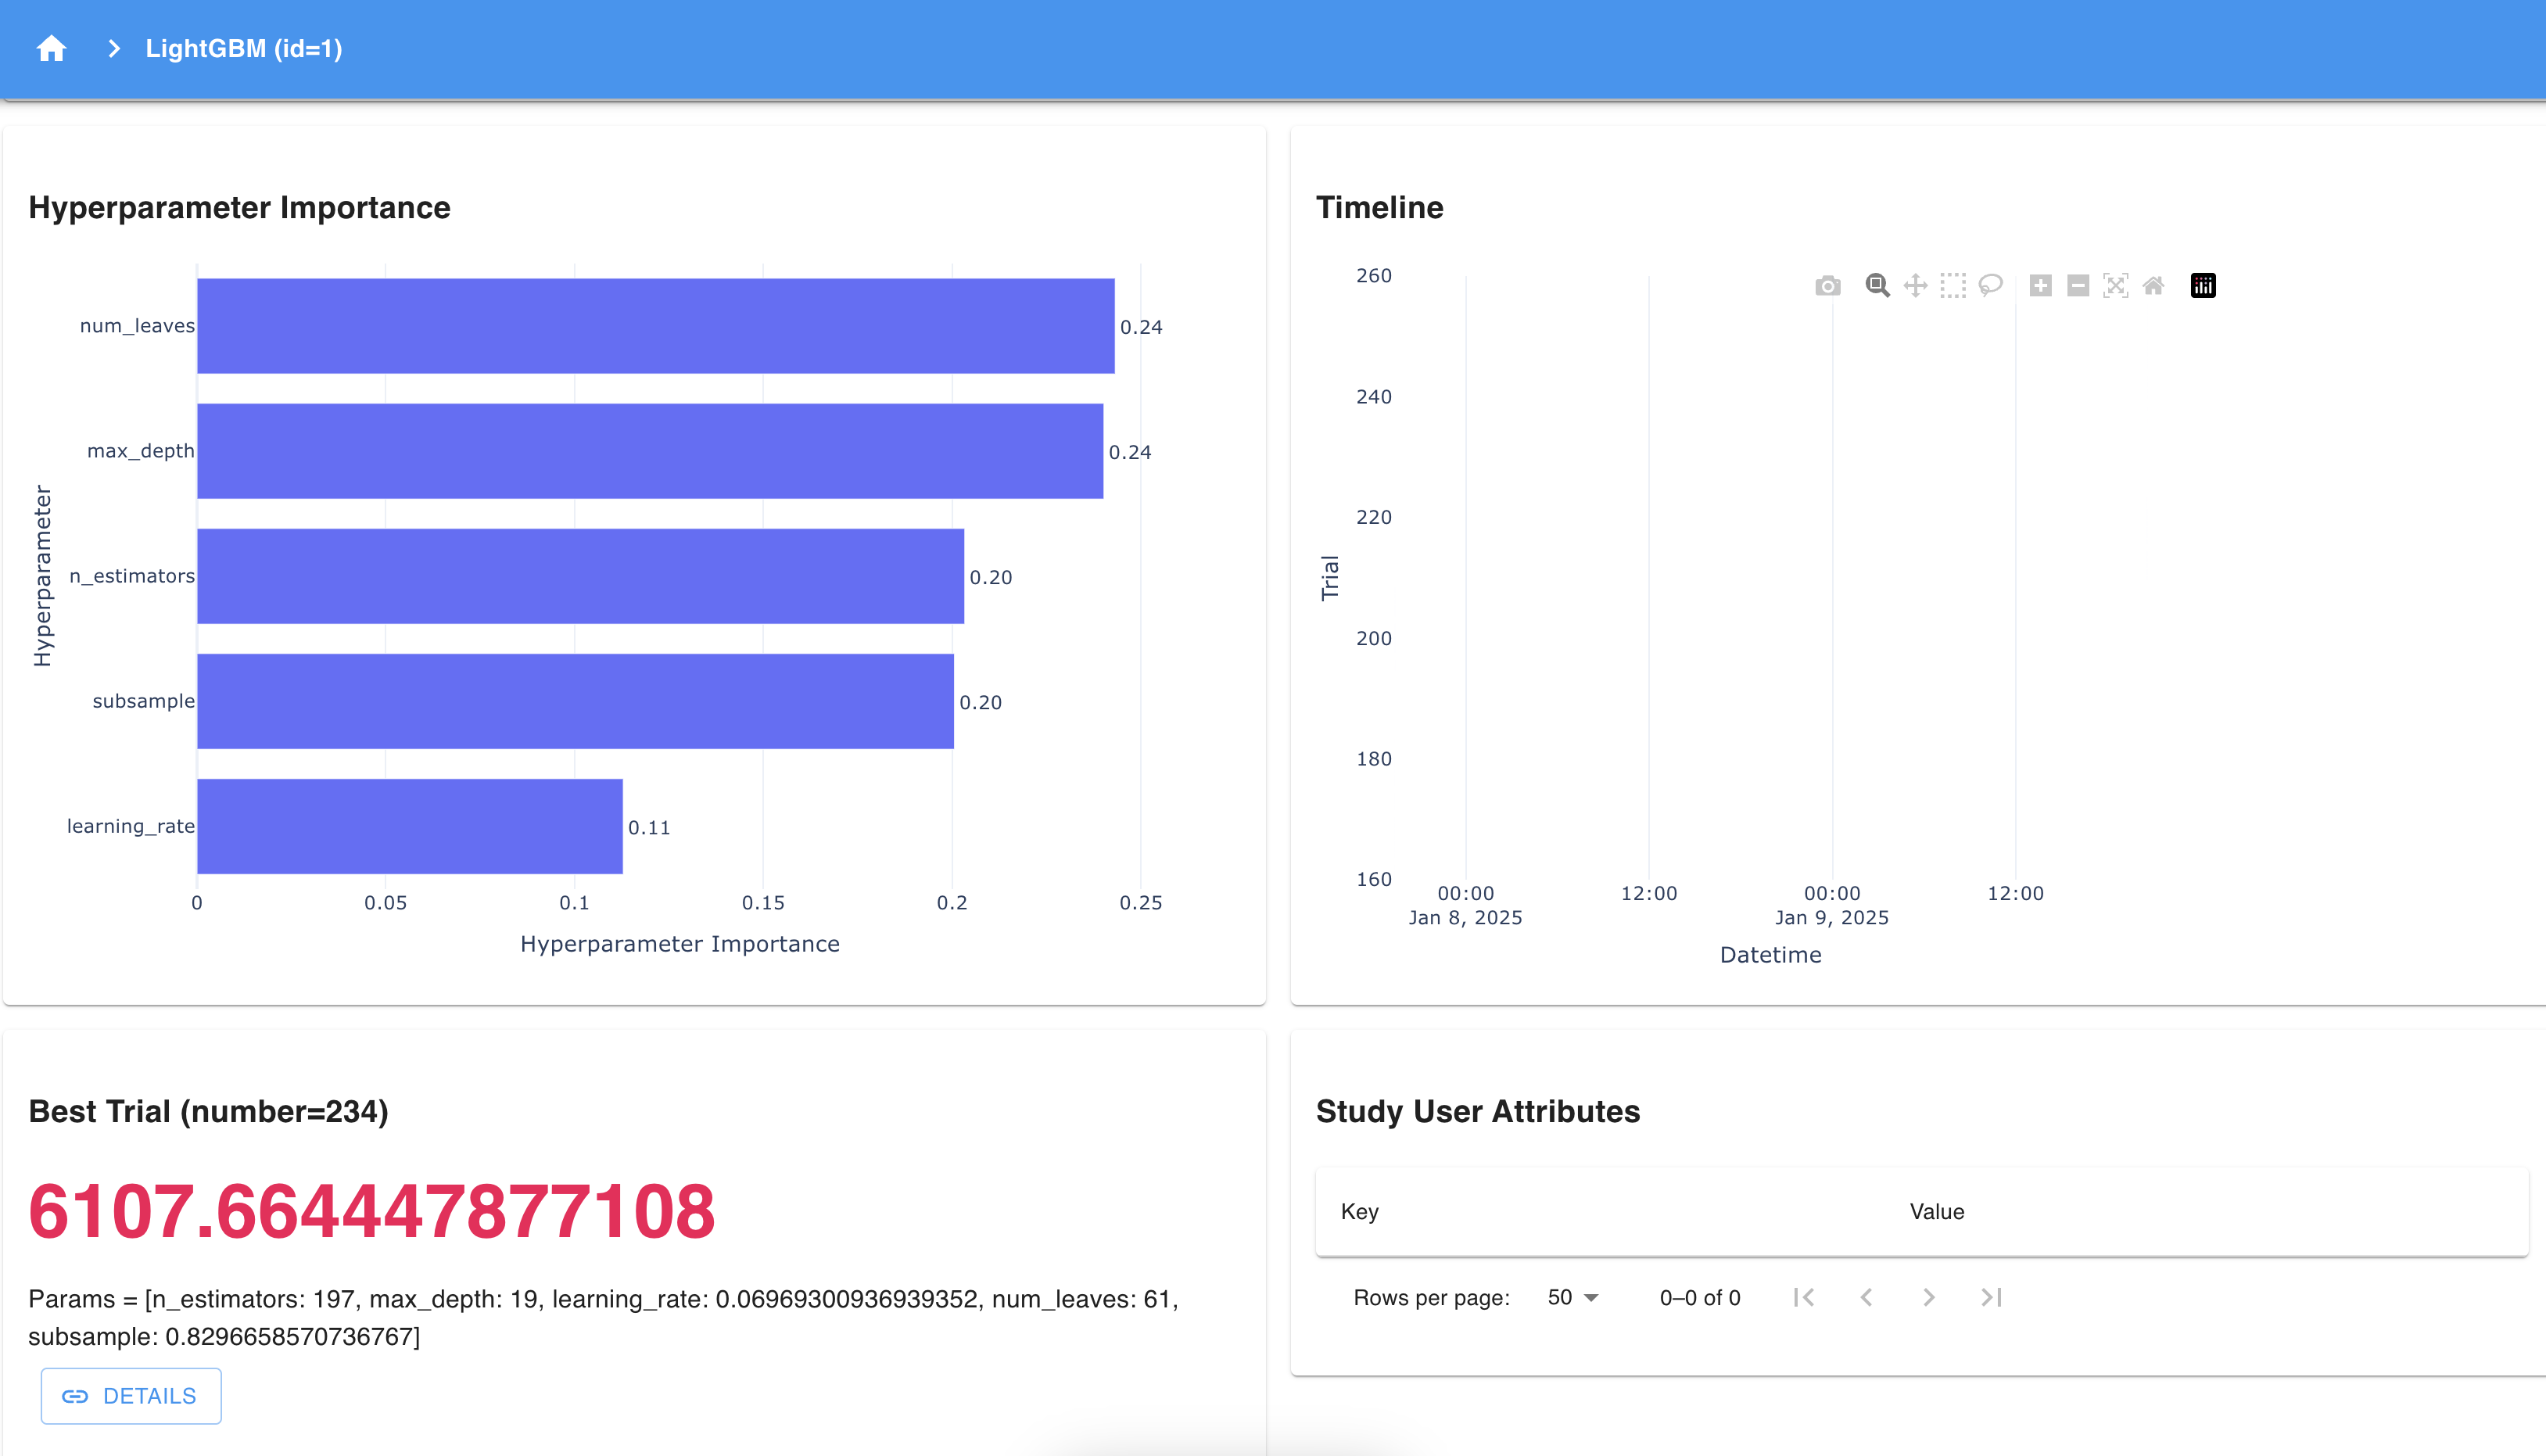 LightGBM (id=1)
Hyperparameter Importance
num_leaves
0.24
max_depth
0.24
n_estimators
0.20
subsample
0.20
learning_rate
0.11
Hyperparameter
0 0.05 0.1 0.15 0.2 0.25
Hyperparameter Importance
Timeline
260
240
220
200
180
160
Trial
00:00 12:00 00:00 12:00
Jan 8, 2025 Jan 9, 2025
Datetime
Best Trial (number=234)
6107.664447877108
Params = [n_estimators: 197, max_depth: 19, learning_rate: 0.06969300936939352, num_leaves: 61,
subsample: 0.8296658570736767]
DETAILS
Study User Attributes
Key Value
Rows per page: 50 0–0 of 0